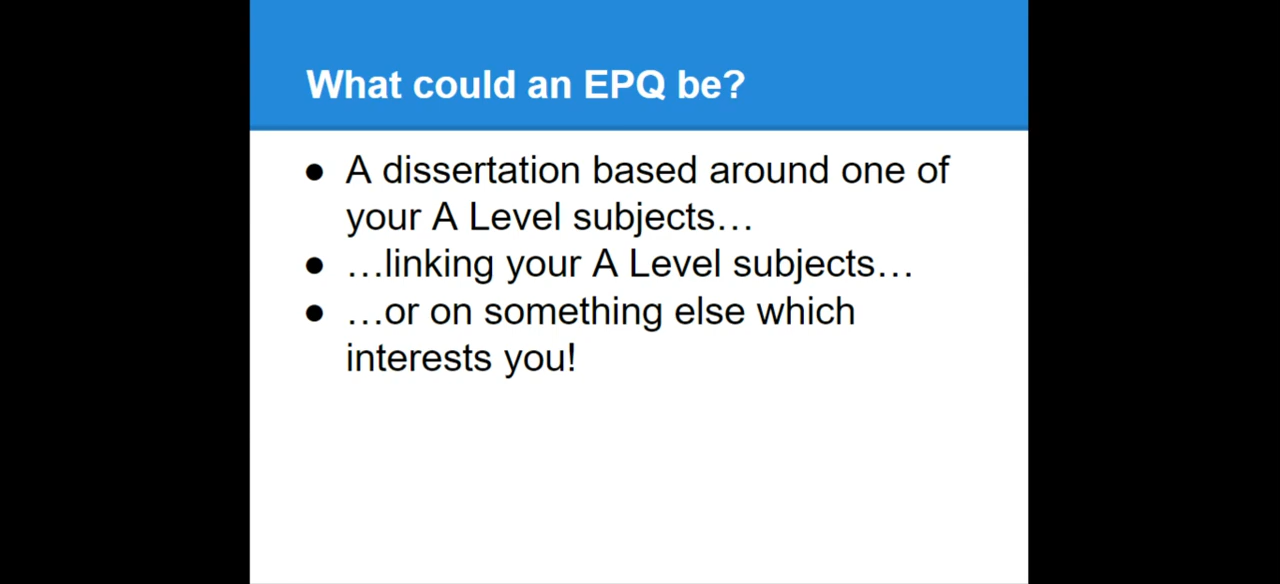 What could an EPQ be?
● A dissertation based around one of
your A Level subjects…
● …linking your A Level subjects…
● …or on something else which
interests you!